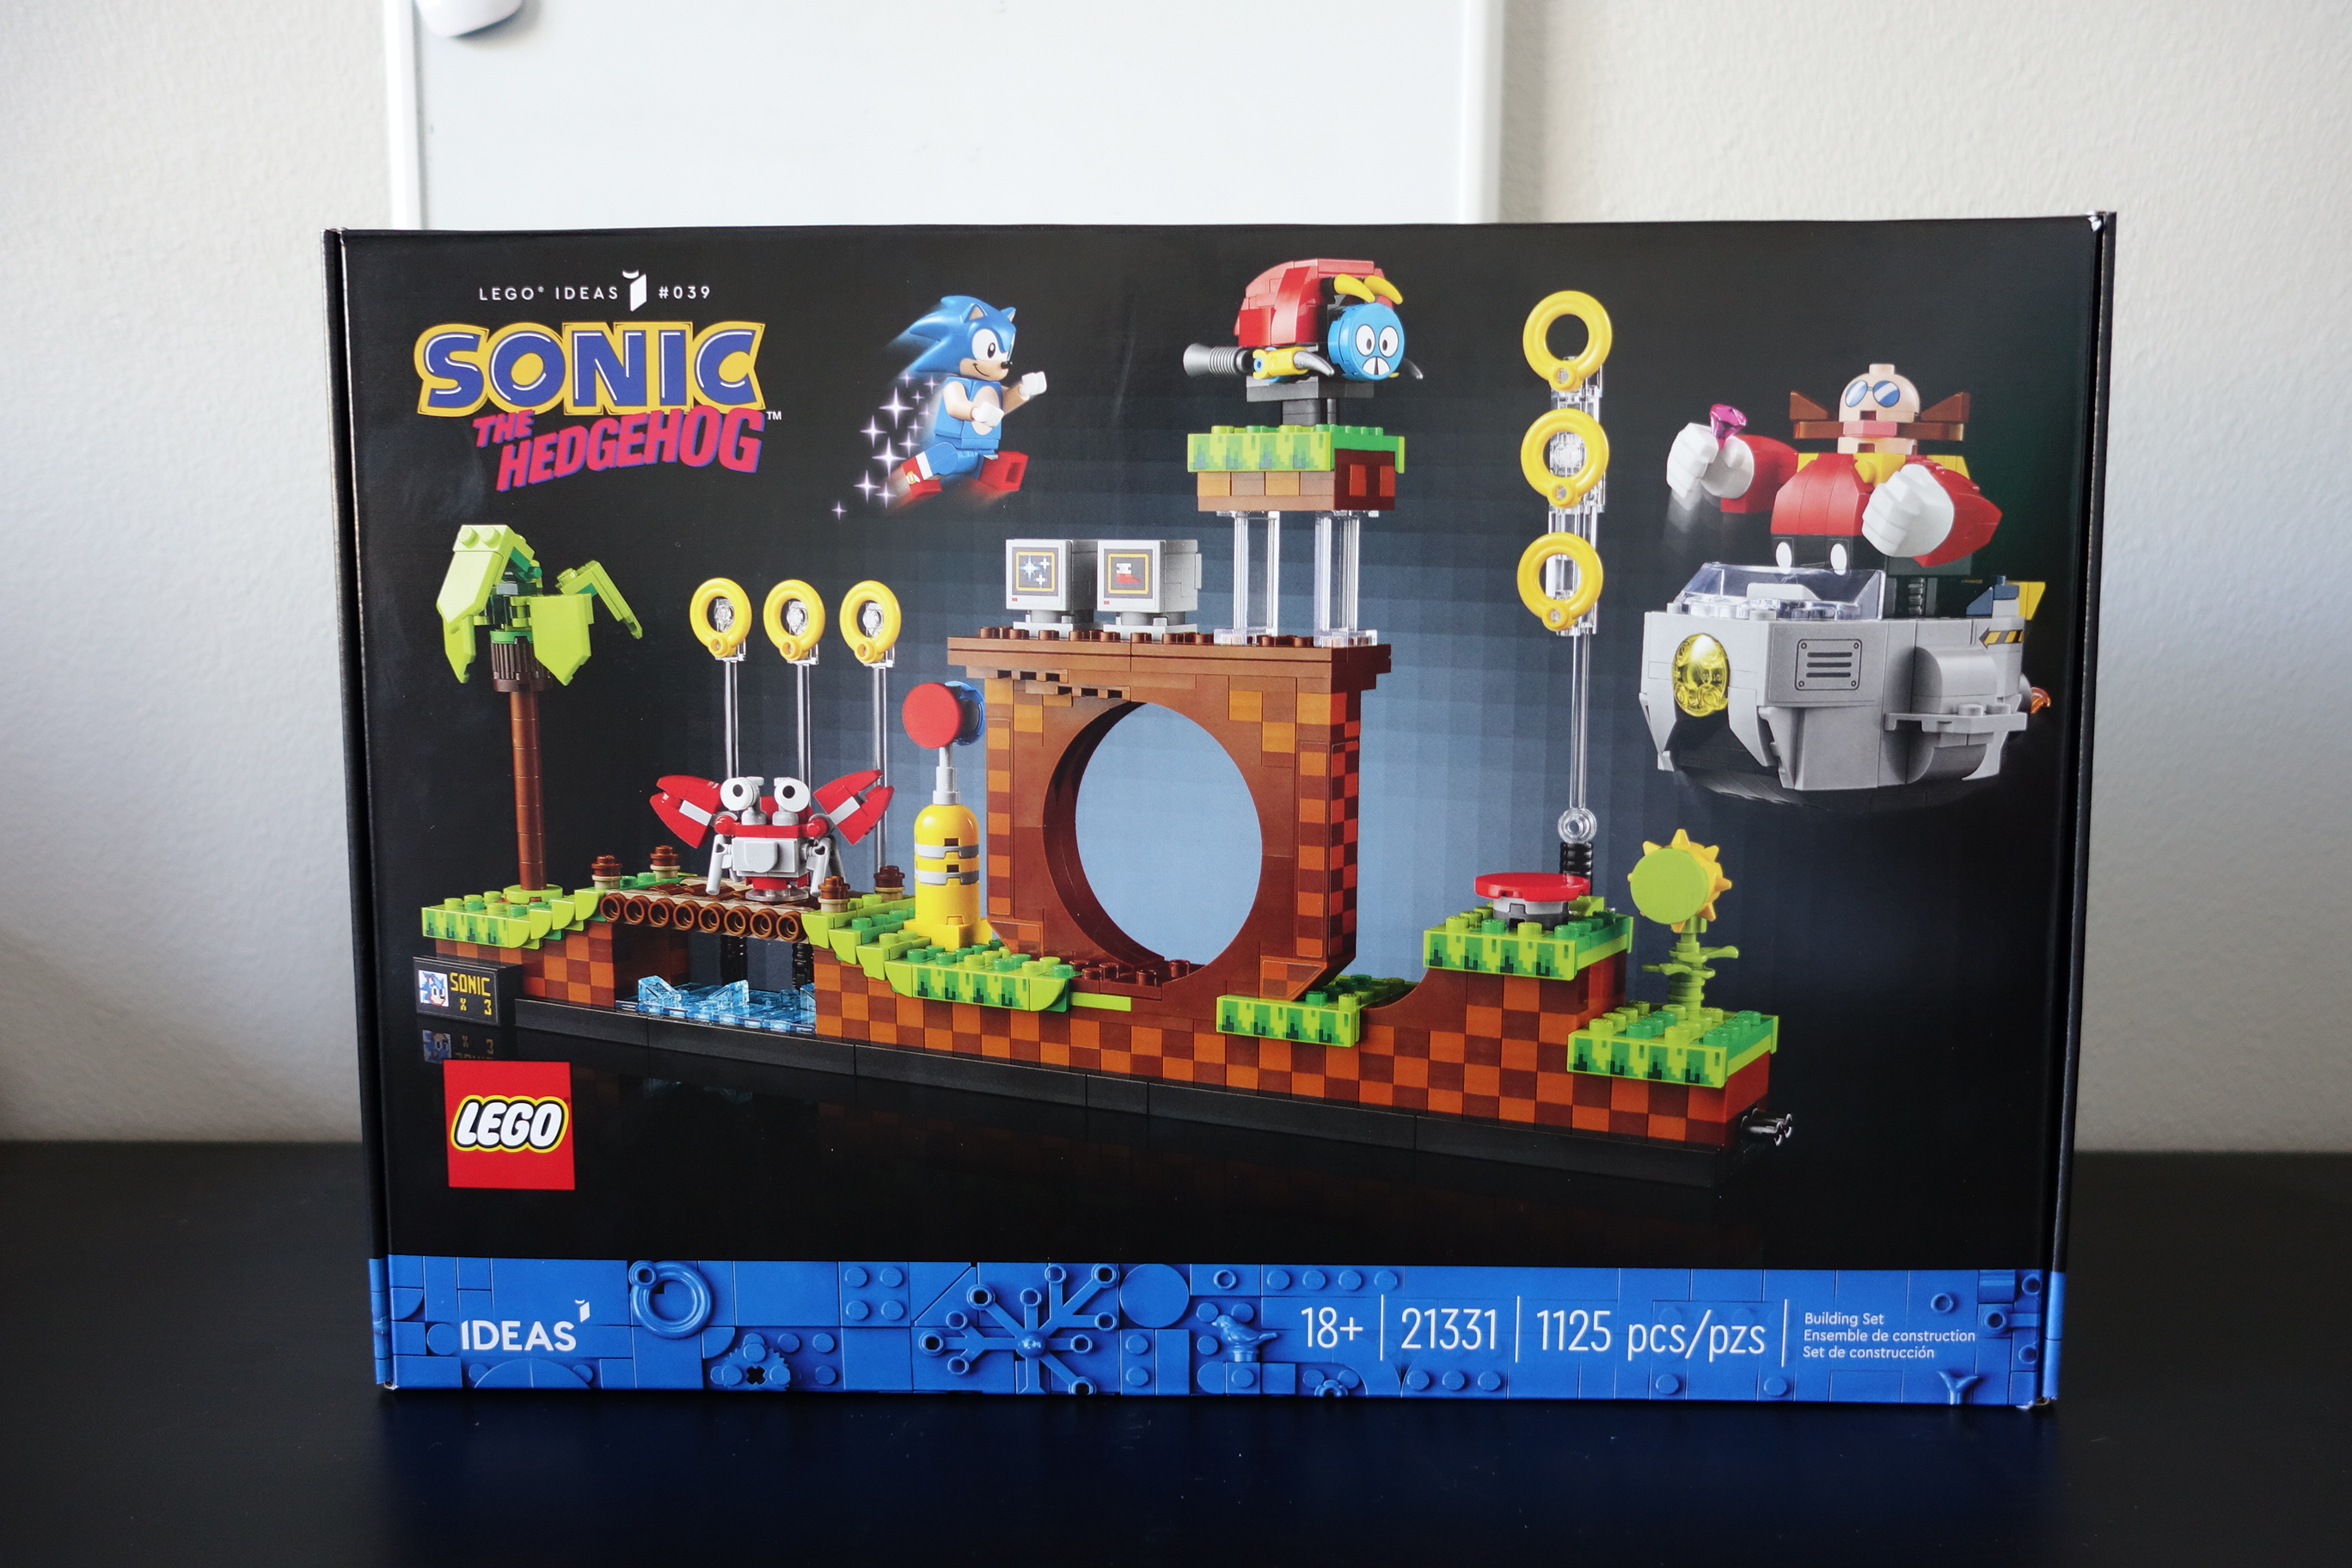 LEGO® IDEAS #039
SONIC
THE
HEDGEHOG™
SONIC
x 3
LEGO
IDEAS
18+ | 21331 | 1125 pcs/pzs
Building Set
Ensemble de construction
Set de construcción